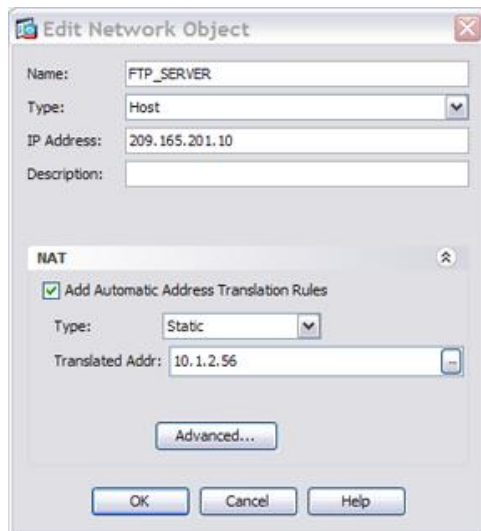 Edit Network Object
Name: FTP_SERVER
Type: Host
IP Address: 209.165.201.10
Description:
NAT
Add Automatic Address Translation Rules
Type: Static
Translated Addr: 10.1.2.56 ...
Advanced...
OK Cancel Help